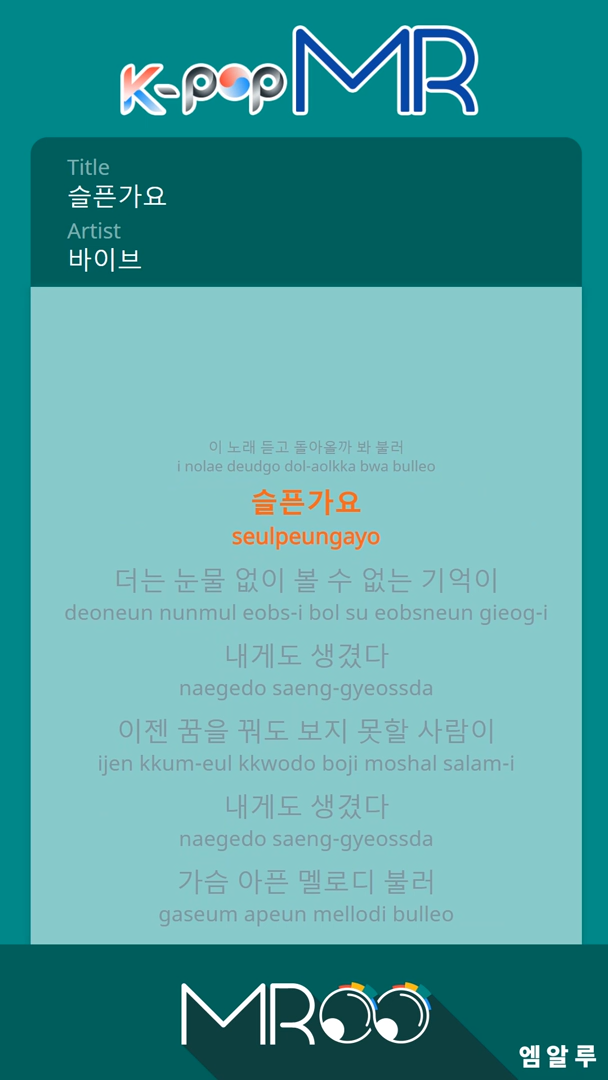 K-pop MR
Title
슬픈가요
Artist
바이브
이 노래 듣고 돌아올까 봐 불러
i nolae deudgo dol-aolkka bwa bulleo
슬픈가요
seulpeungayo
더는 눈물 없이 볼 수 없는 기억이
deoneun nunmul eobs-i bol su eobsneun gieog-i
내게도 생겼다
naegedo saeng-gyeossda
이젠 꿈을 꿔도 보지 못할 사람이
ijen kkum-eul kkwodo boji moshal salam-i
내게도 생겼다
naegedo saeng-gyeossda
가슴 아픈 멜로디 불러
gaseum apeun mellodi bulleo
MROO
엠알루